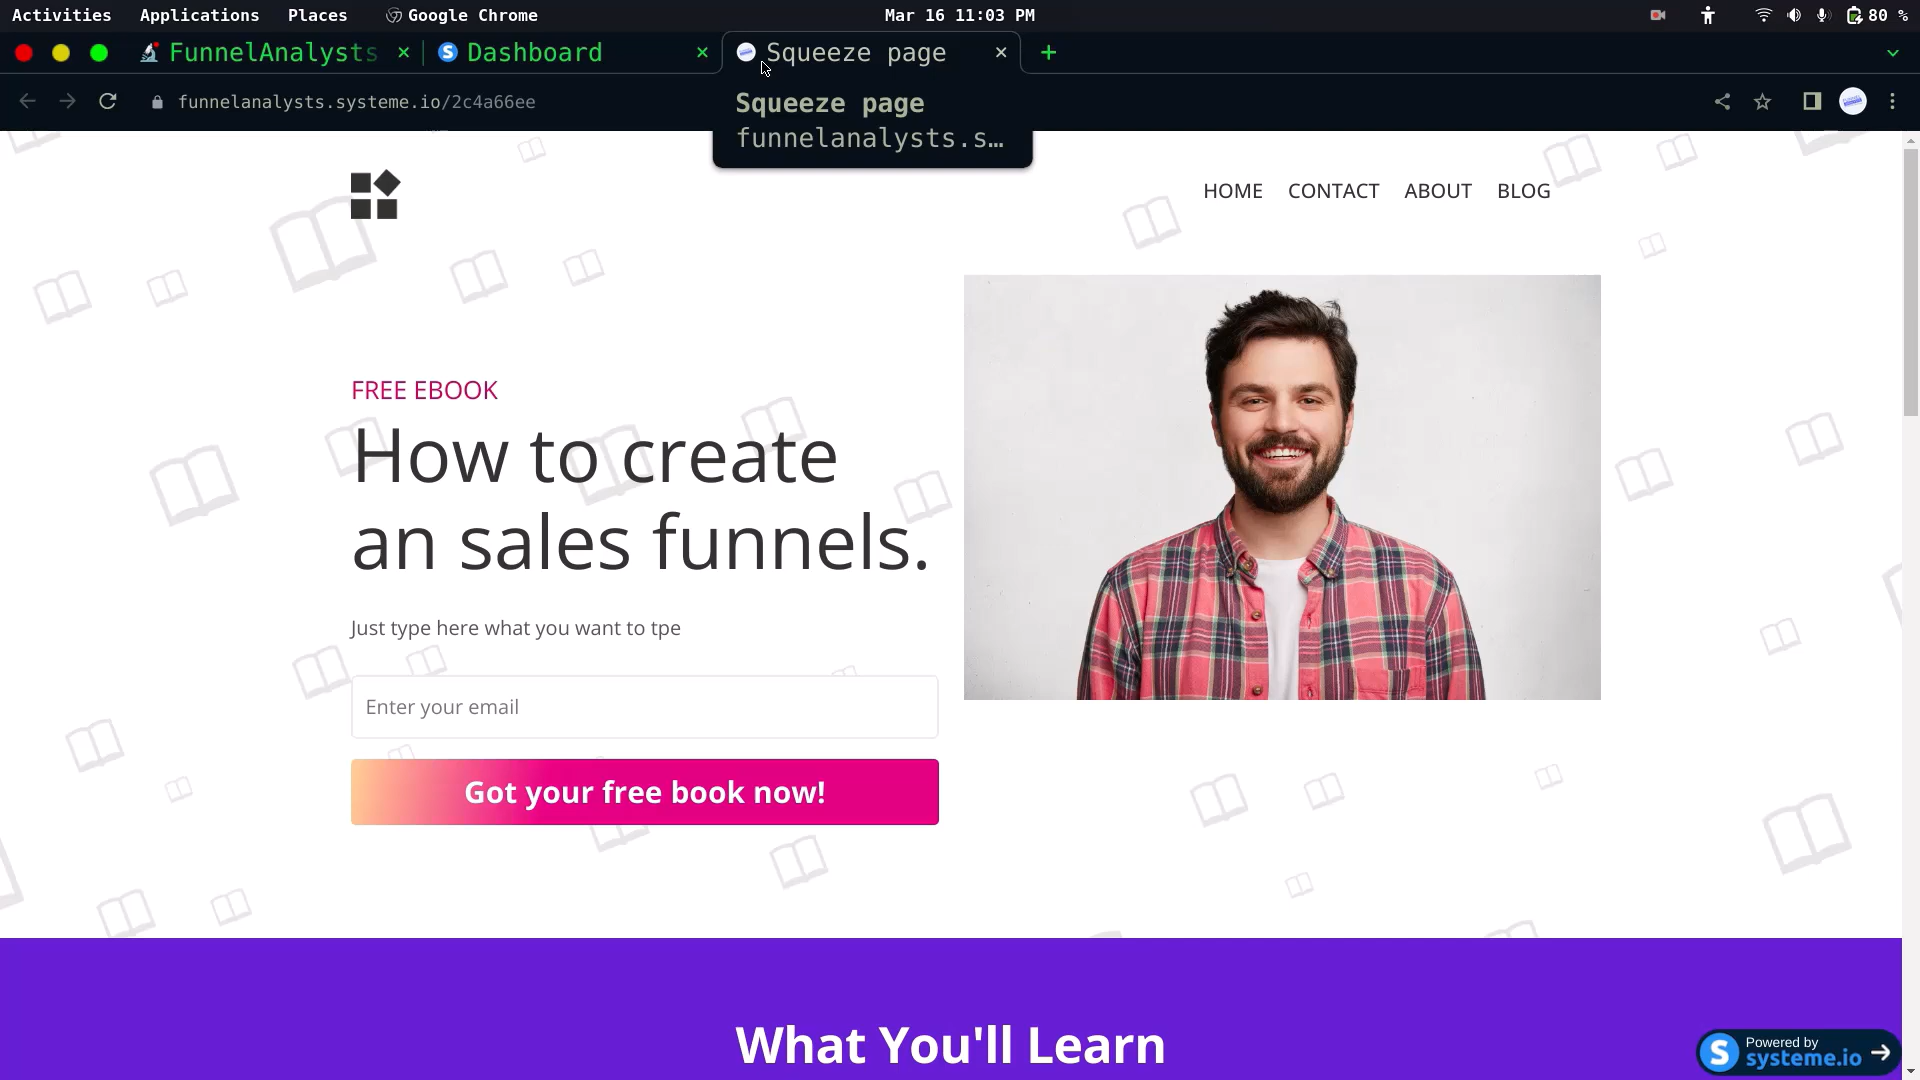 Activities Applications Places Google Chrome Mar 16 11:03 PM 80 %
FunnelAnalysts Dashboard Squeeze page
funnelanalysts.systeme.io/2c4a66ee
Squeeze page
funnelanalysts.s…
HOME CONTACT ABOUT BLOG
FREE EBOOK
How to create
an sales funnels.
Just type here what you want to tpe
Enter your email
Got your free book now!
What You'll Learn
Powered by
systeme.io